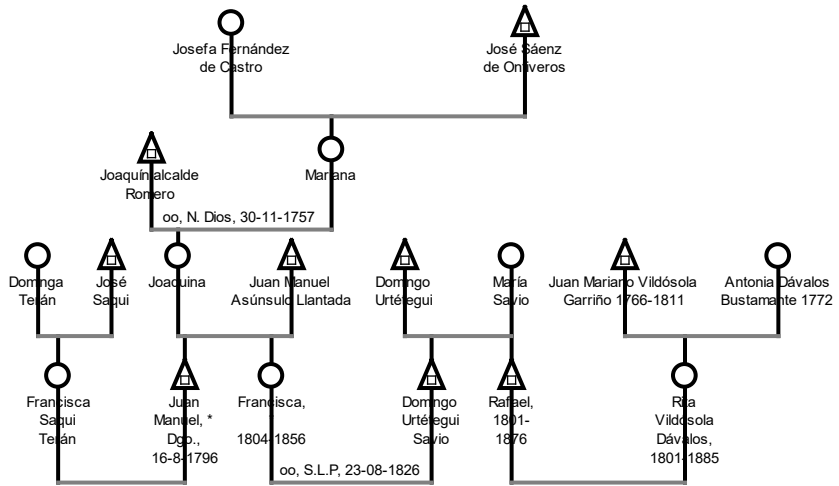 Josefa Fernández
de Castro
José Sáenz
de Ontiveros
Joaquín alcalde
Romero
Mariana
oo, N. Dios, 30-11-1757
Dominga
Terán
José
Saqui
Joaquina
Juan Manuel
Asúnsulo Llantada
Domingo
Urtétegui
María
Savio
Juan Mariano Vildósola
Garriño 1766-1811
Antonia Dávalos
Bustamante 1772
Francisca
Saqui
Terán
Juan
Manuel, *
Dgo.,
16-8-1796
Francisca,
1804-1856
Domingo
Urtétegui
Savio
Rafael,
1801-
1876
Rita
Vildósola
Dávalos,
1801-1885
oo, S.L.P, 23-08-1826